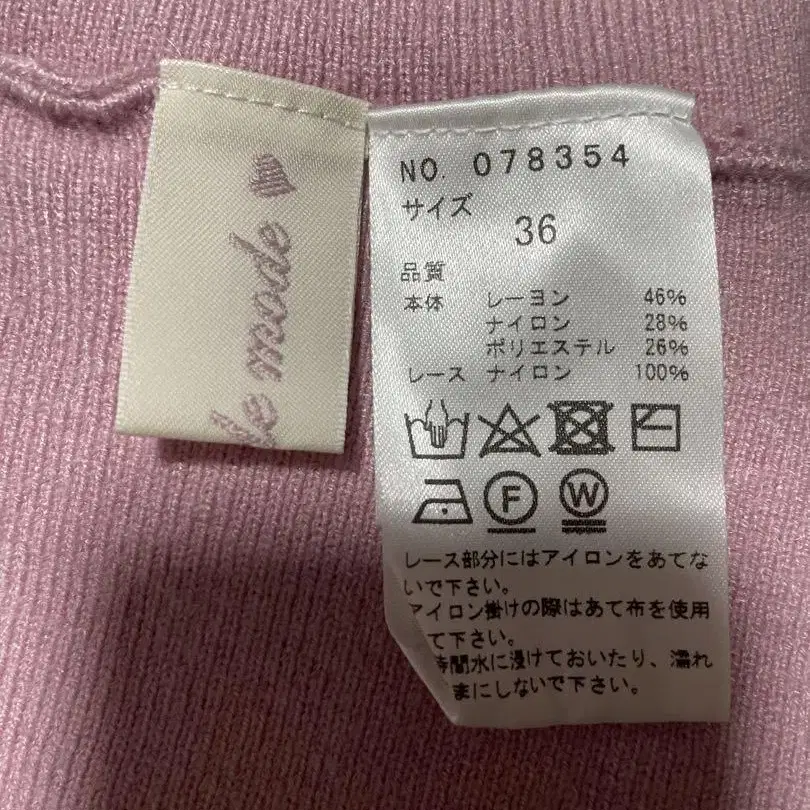 de mode
NO. 078354
サイズ
36
品質
本体 レーヨン 46%
ナイロン 28%
ポリエステル 26%
レース ナイロン 100%
F W
レース部分にはアイロンをあてな
いで下さい。
アイロン掛けの際はあて布を使用
て下さい。
時間水に浸けておいたり、濡れ
まにしないで下さい。